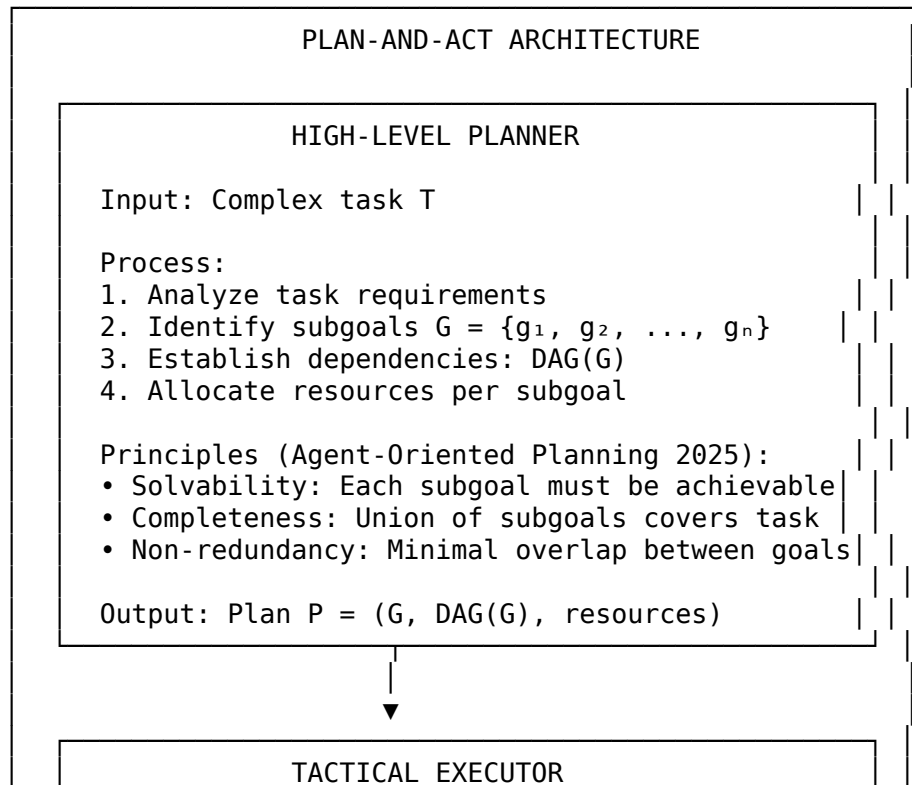 PLAN-AND-ACT ARCHITECTURE
HIGH-LEVEL PLANNER
Input: Complex task T
Process:
1. Analyze task requirements
2. Identify subgoals G = {g₁, g₂, ..., gₙ}
3. Establish dependencies: DAG(G)
4. Allocate resources per subgoal
Principles (Agent-Oriented Planning 2025):
• Solvability: Each subgoal must be achievable
• Completeness: Union of subgoals covers task
• Non-redundancy: Minimal overlap between goals
Output: Plan P = (G, DAG(G), resources)
TACTICAL EXECUTOR